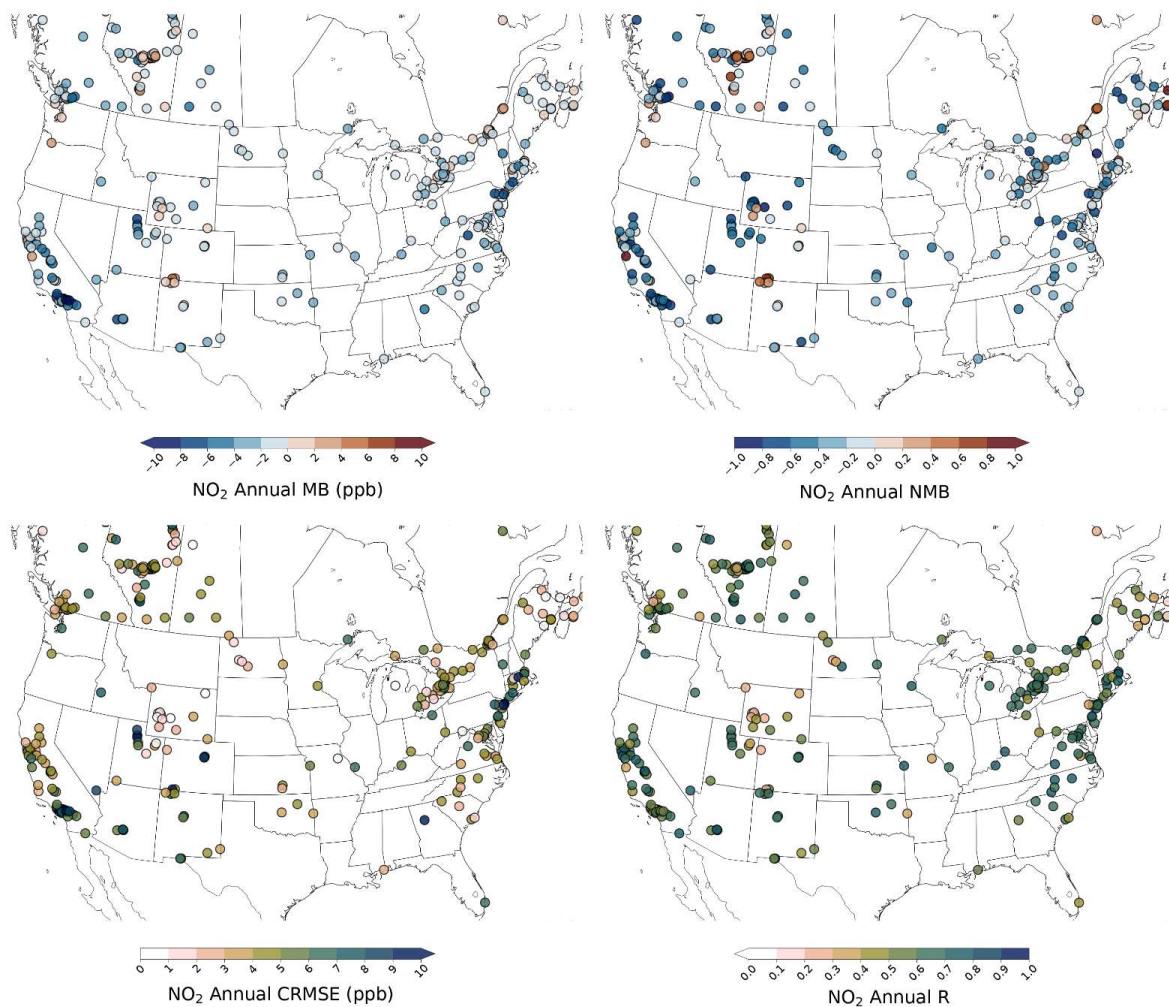 −10 −8 −6 −4 −2 0 2 4 6 8 10
NO₂ Annual MB (ppb)
−1.0 −0.8 −0.6 −0.4 −0.2 0.0 0.2 0.4 0.6 0.8 1.0
NO₂ Annual NMB
0 1 2 3 4 5 6 7 8 9 10
NO₂ Annual CRMSE (ppb)
0.0 0.1 0.2 0.3 0.4 0.5 0.6 0.7 0.8 0.9 1.0
NO₂ Annual R